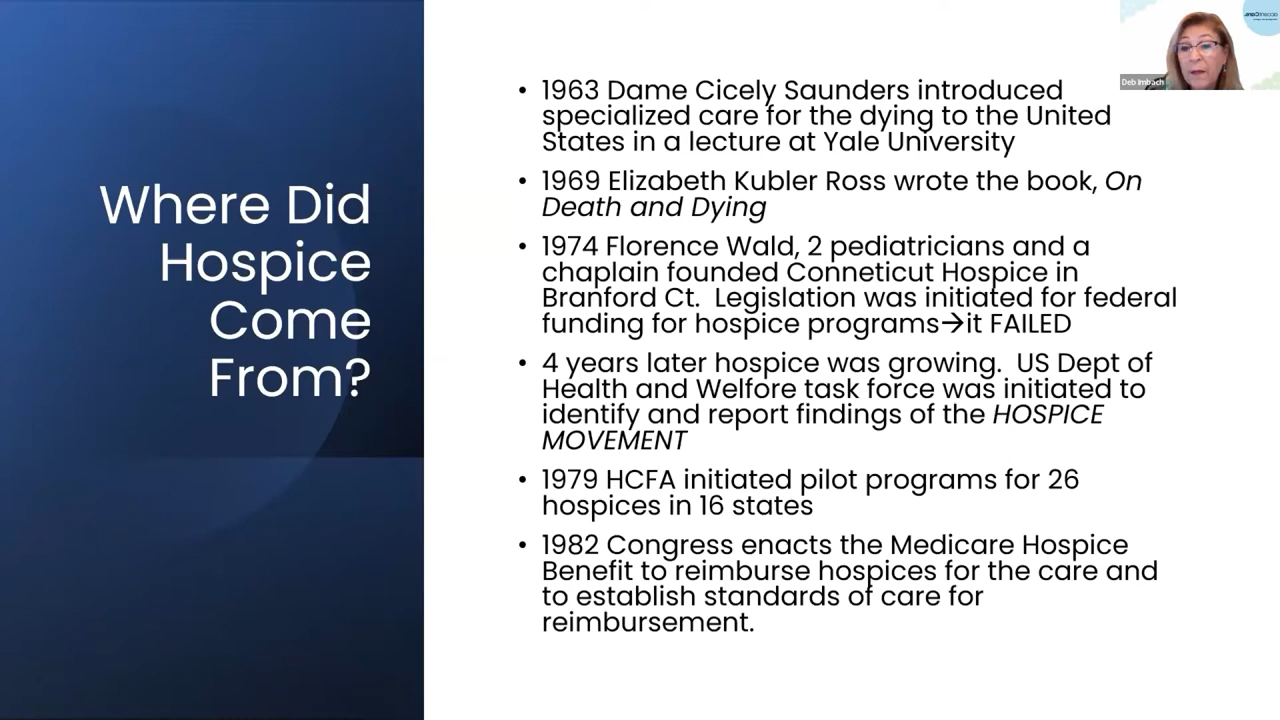 Where Did
Hospice
Come
From?
• 1963 Dame Cicely Saunders introduced
specialized care for the dying to the United
States in a lecture at Yale University
• 1969 Elizabeth Kubler Ross wrote the book, On
Death and Dying
• 1974 Florence Wald, 2 pediatricians and a
chaplain founded Conneticut Hospice in
Branford Ct.  Legislation was initiated for federal
funding for hospice programs→it FAILED
• 4 years later hospice was growing.  US Dept of
Health and Welfore task force was initiated to
identify and report findings of the HOSPICE
MOVEMENT
• 1979 HCFA initiated pilot programs for 26
hospices in 16 states
• 1982 Congress enacts the Medicare Hospice
Benefit to reimburse hospices for the care and
to establish standards of care for
reimbursement.
Deb Imbach